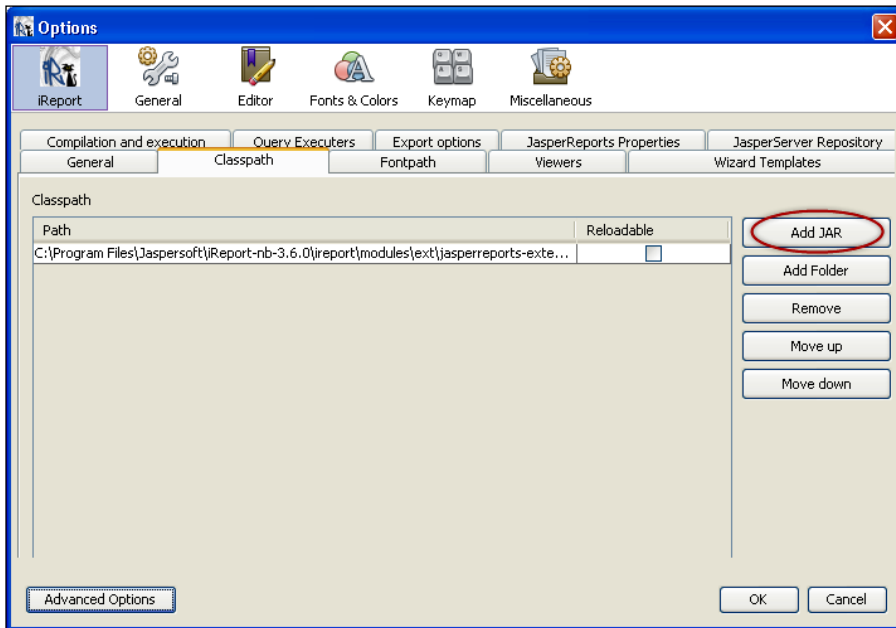 Options
iReport General Editor Fonts & Colors Keymap Miscellaneous
Compilation and execution Query Executers Export options JasperReports Properties JasperServer Repository
General Classpath Fontpath Viewers Wizard Templates
Classpath
Path Reloadable
C:\Program Files\Jaspersoft\iReport-nb-3.6.0\ireport\modules\ext\jasperreports-exte...
Add JAR
Add Folder
Remove
Move up
Move down
Advanced Options OK Cancel